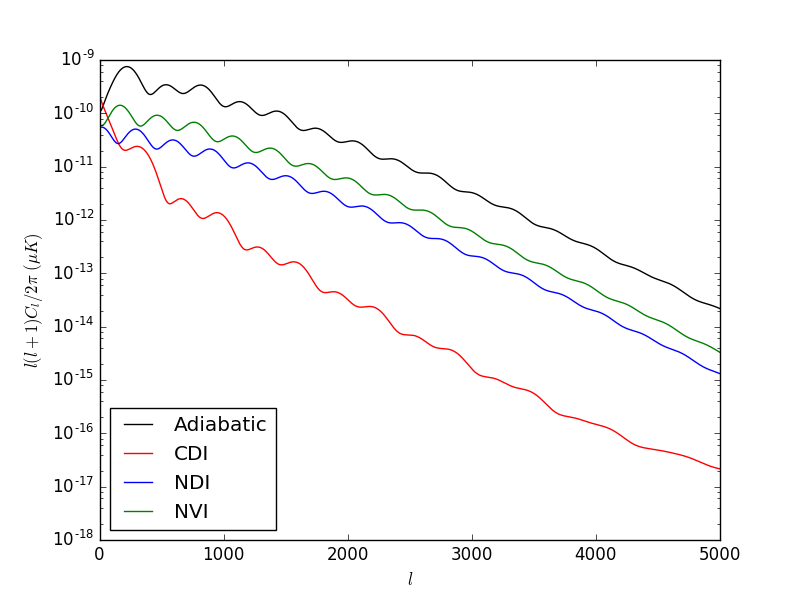 10^-9
10^-10
10^-11
10^-12
10^-13
10^-14
10^-15
10^-16
10^-17
10^-18
l(l+1)C_l/2π (μK)
Adiabatic
CDI
NDI
NVI
0 1000 2000 3000 4000 5000
l